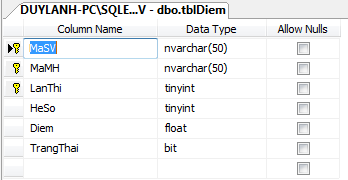 DUYLANH-PC\SQLE...V - dbo.tblDiem
Column Name Data Type Allow Nulls
MaSV nvarchar(50)
MaMH nvarchar(50)
LanThi tinyint
HeSo tinyint
Diem float
TrangThai bit